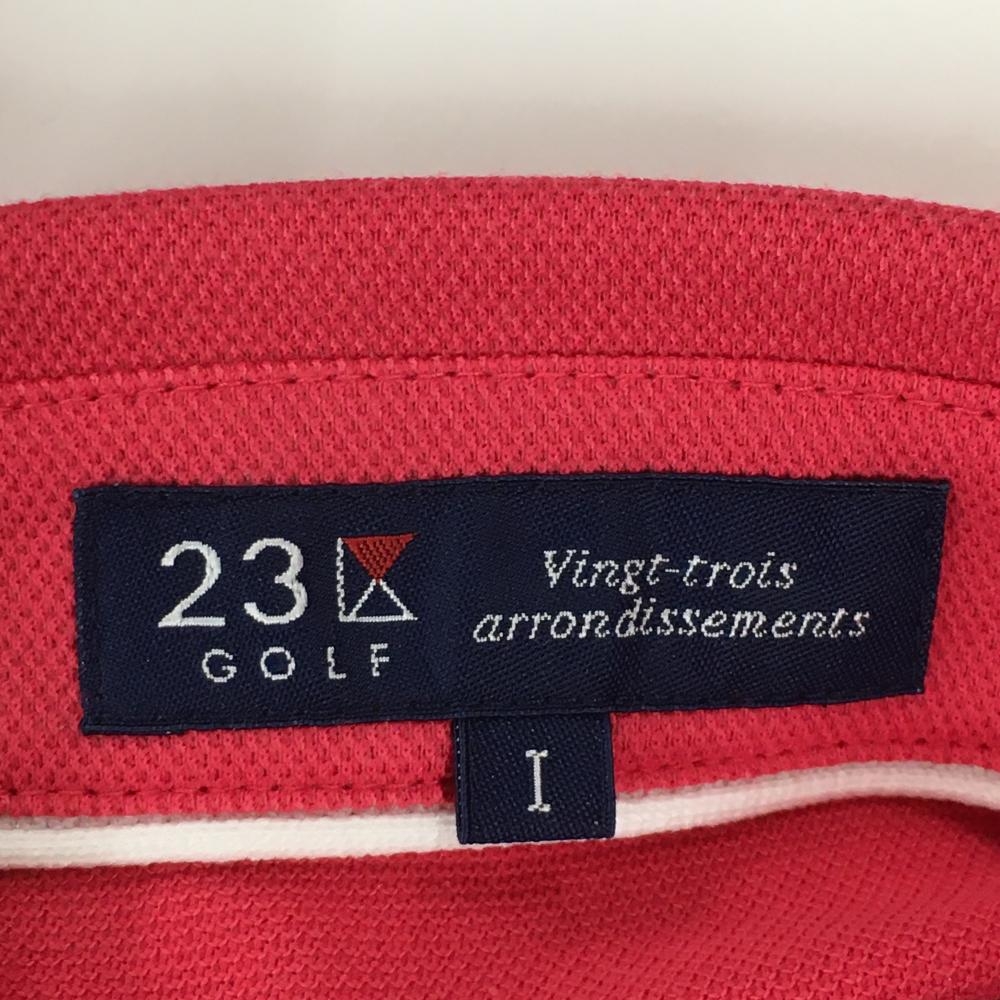 23
GOLF
Vingt-trois
arrondissements
I